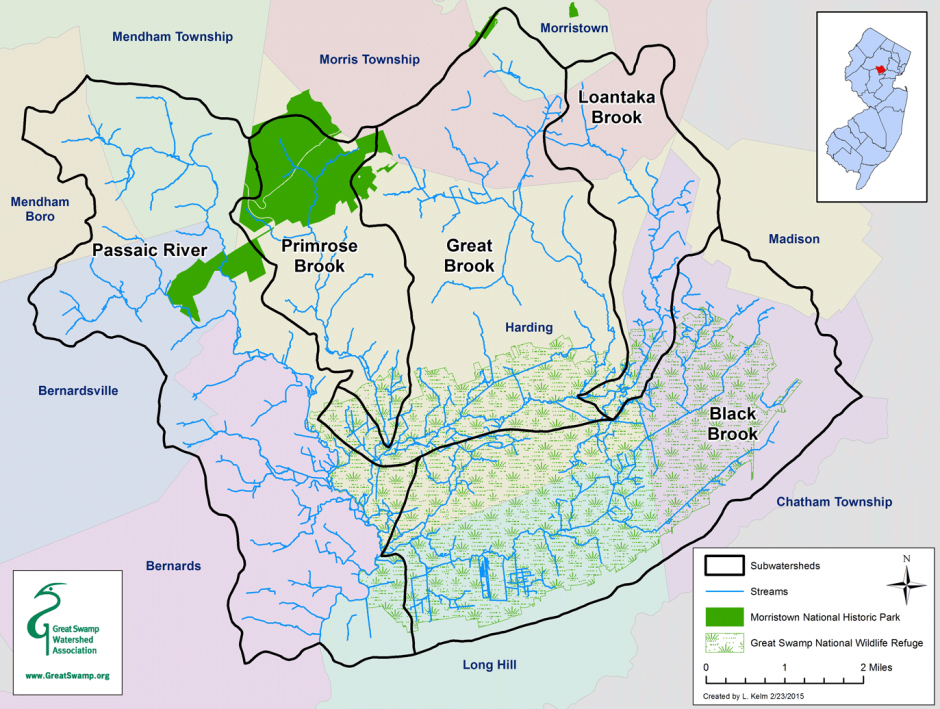 Mendham Township
Morristown
Morris Township
Loantaka
Brook
Mendham
Boro
Passaic River
Primrose
Brook
Great
Brook
Madison
Harding
Bernardsville
Black
Brook
Chatham Township
Bernards
Long Hill
Great Swamp
Watershed
Association
www.GreatSwamp.org
N
Subwatersheds
Streams
Morristown National Historic Park
Great Swamp National Wildlife Refuge
0 1 2 Miles
Created by L. Kelm 2/23/2015